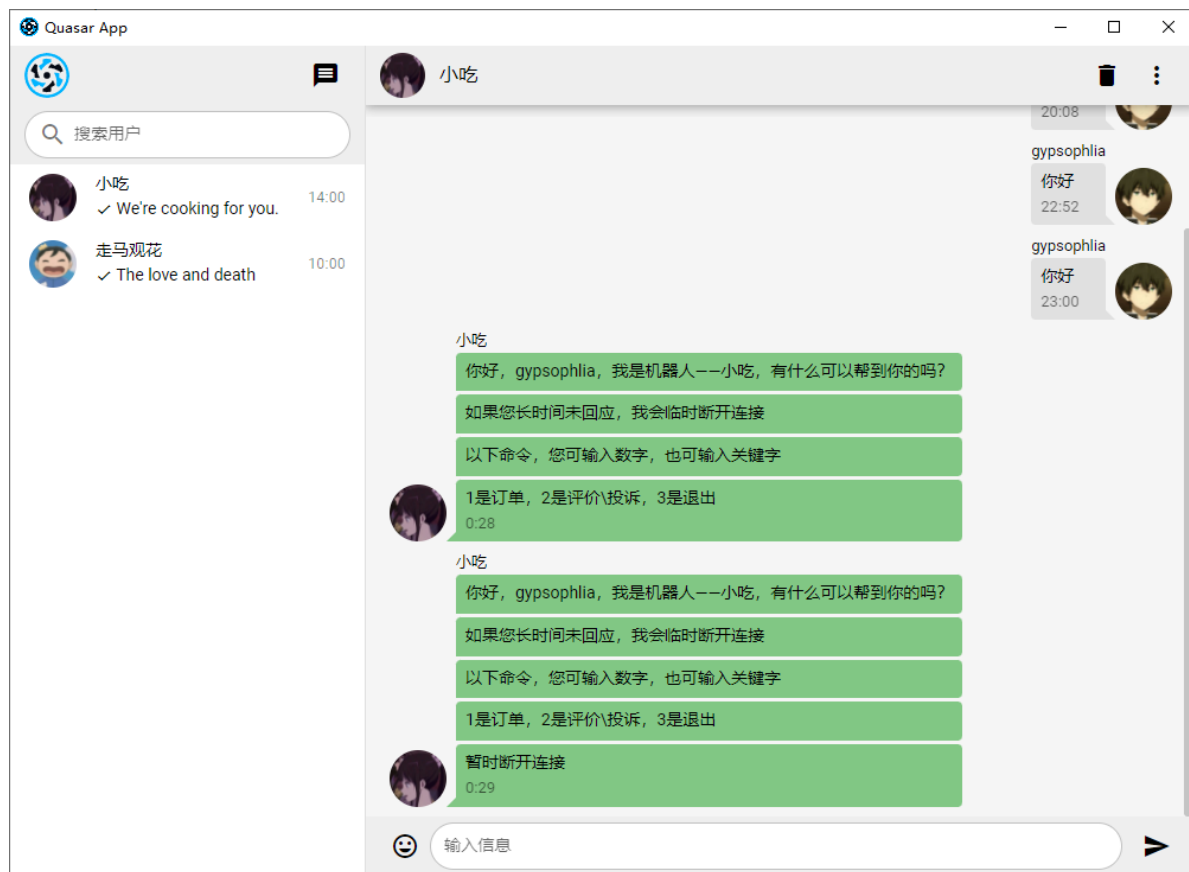 Quasar App
搜索用户
小吃
14:00
✓ We're cooking for you.
走马观花
10:00
✓ The love and death
小吃
20:08
gypsophlia
你好
22:52
gypsophlia
你好
23:00
小吃
你好，gypsophlia，我是机器人——小吃，有什么可以帮到你的吗？
如果您长时间未回应，我会临时断开连接
以下命令，您可输入数字，也可输入关键字
1是订单，2是评价\投诉，3是退出
0:28
小吃
你好，gypsophlia，我是机器人——小吃，有什么可以帮到你的吗？
如果您长时间未回应，我会临时断开连接
以下命令，您可输入数字，也可输入关键字
1是订单，2是评价\投诉，3是退出
暂时断开连接
0:29
输入信息